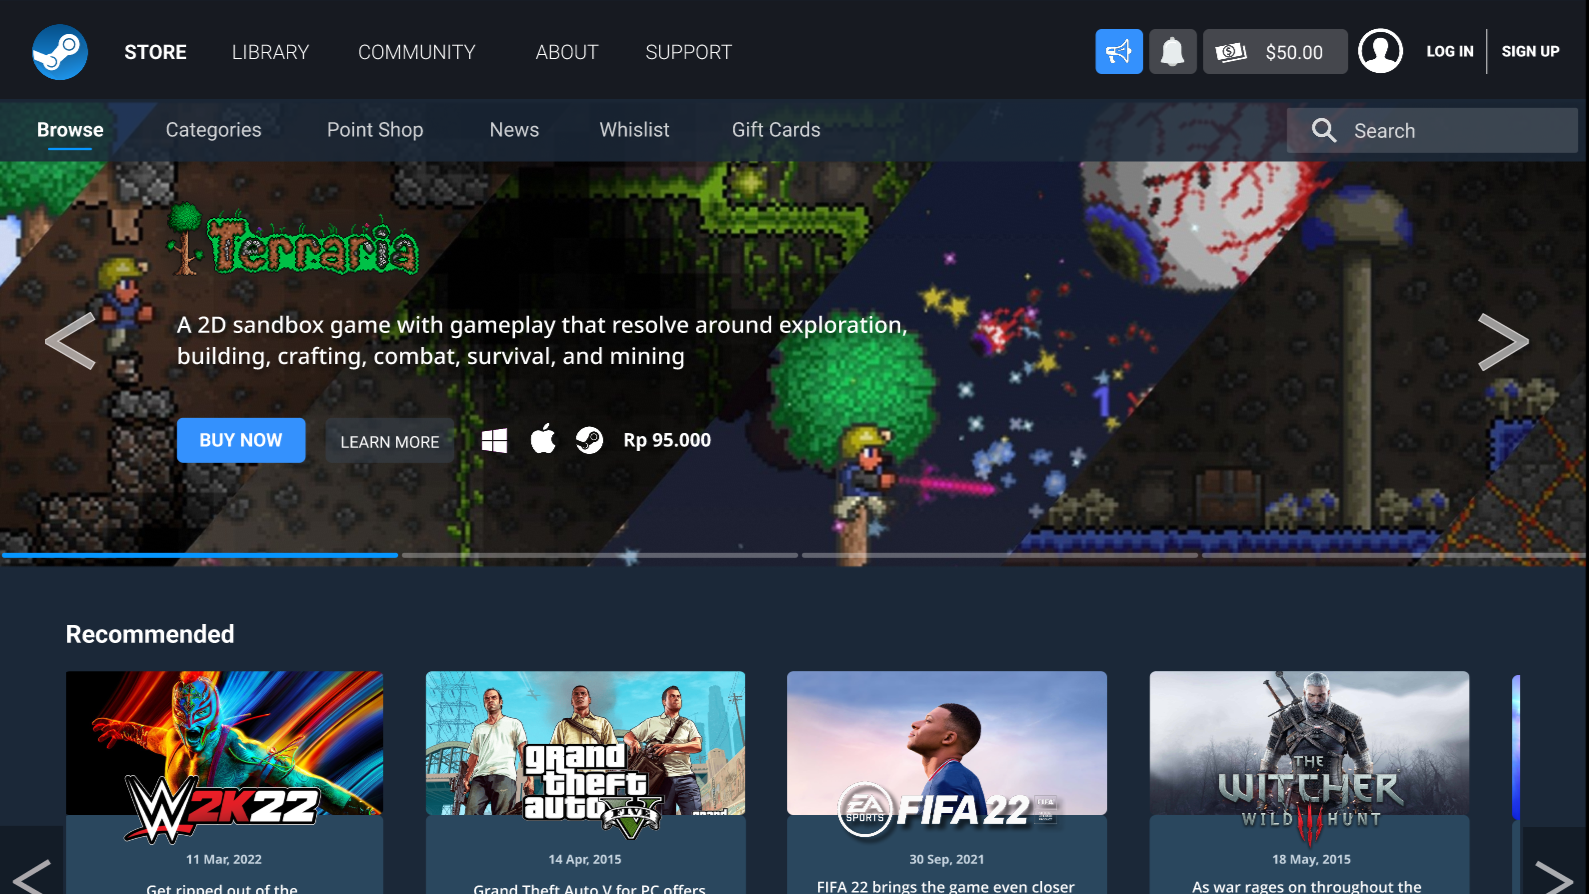 STORE LIBRARY COMMUNITY ABOUT SUPPORT $50.00 LOG IN SIGN UP
Browse Categories Point Shop News Whislist Gift Cards Search
Terraria
A 2D sandbox game with gameplay that resolve around exploration,
building, crafting, combat, survival, and mining
BUY NOW LEARN MORE Rp 95.000
Recommended
W 2K22
11 Mar, 2022
Get ripped out of the
grand
theft
auto V
FIVE
14 Apr, 2015
Grand Theft Auto V for PC offers
EA
SPORTS
FIFA 22
30 Sep, 2021
FIFA 22 brings the game even closer
THE
WITCHER
III
WILD HUNT
18 May, 2015
As war rages on throughout the